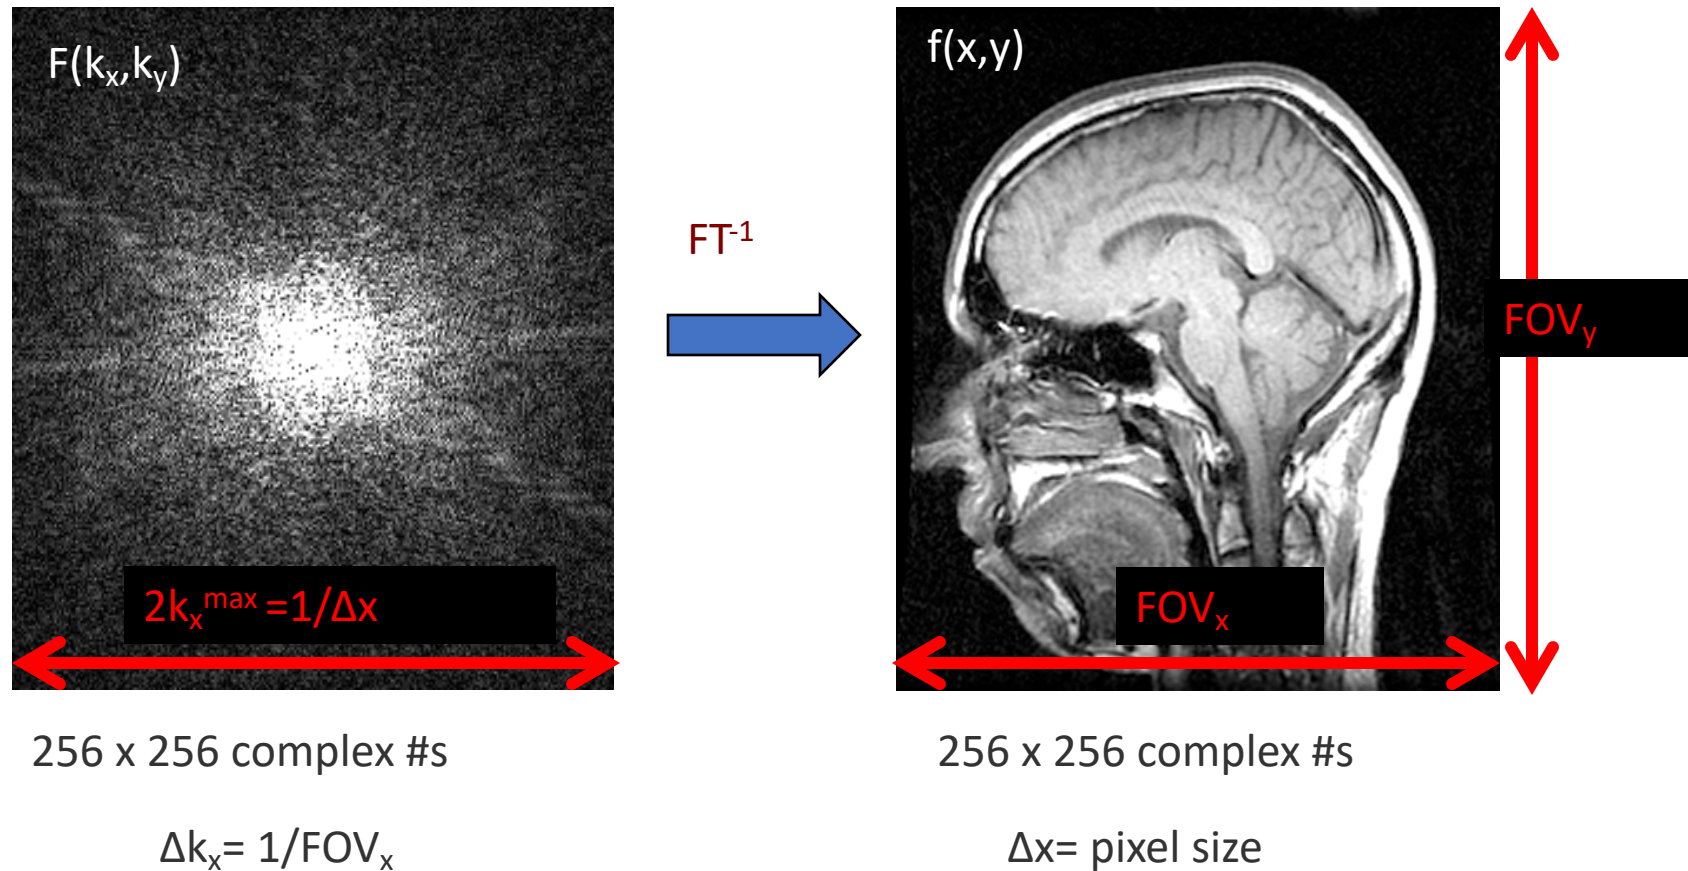 F(kx,ky)
f(x,y)
FT-1
FOVy
2kxmax =1/Δx
FOVx
256 x 256 complex #s
256 x 256 complex #s
Δkx= 1/FOVx
Δx= pixel size